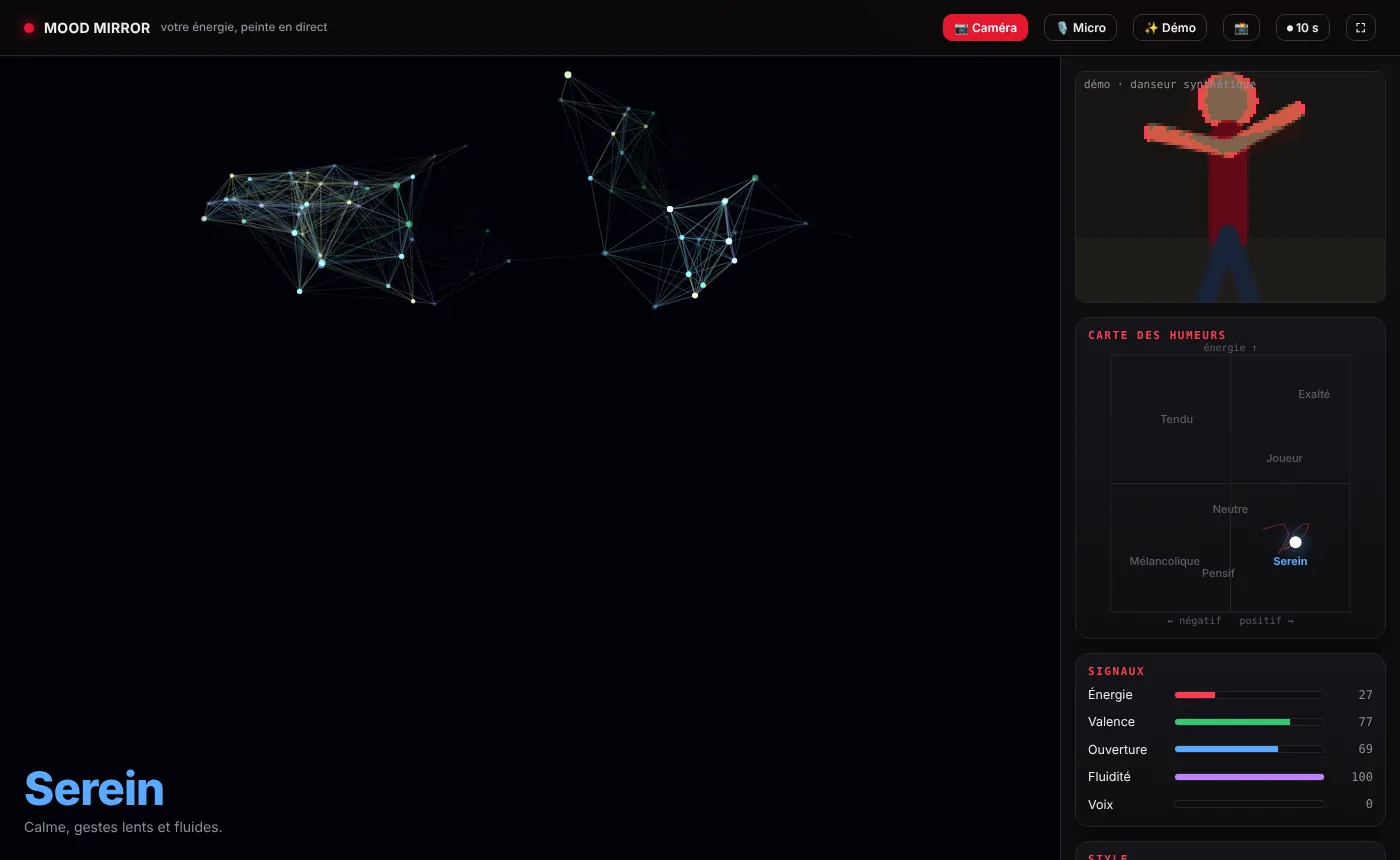 MOOD MIRROR votre énergie, peinte en direct
Caméra
Micro
Démo
10 s
démo · danseur synthétique
CARTE DES HUMEURS
énergie ↑
Exalté
Tendu
Joueur
Neutre
Mélancolique
Serein
Pensif
← négatif positif →
SIGNAUX
Énergie 27
Valence 77
Ouverture 69
Fluidité 100
Voix 0
STYLE
Serein
Calme, gestes lents et fluides.